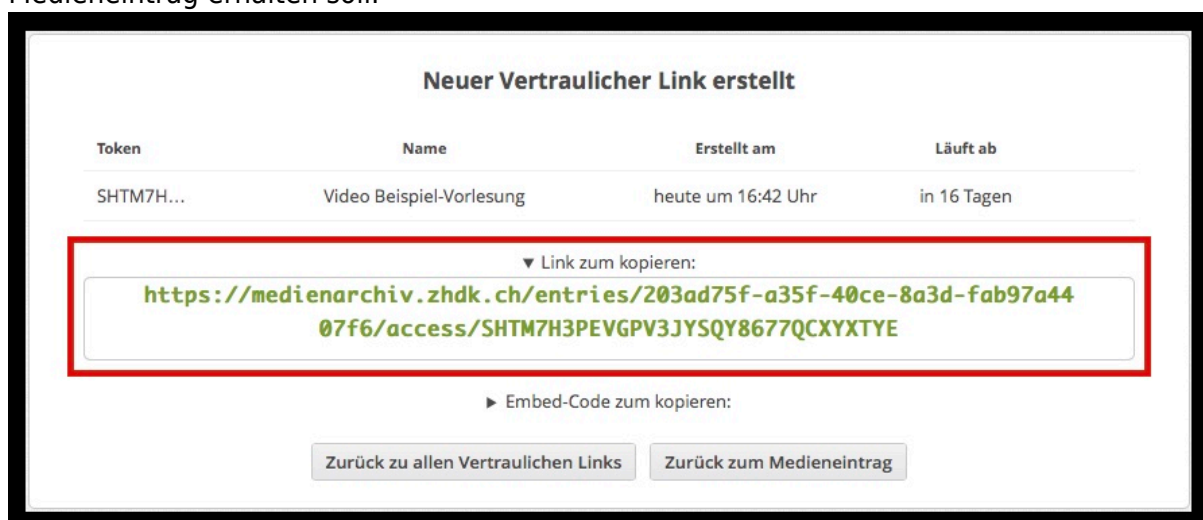 Medieneintrag erhalten soll.
Neuer Vertraulicher Link erstellt
Token Name Erstellt am Läuft ab
SHTM7H... Video Beispiel-Vorlesung heute um 16:42 Uhr in 16 Tagen
▼ Link zum kopieren:
https://medienarchiv.zhdk.ch/entries/203ad75f-a35f-40ce-8a3d-fab97a44
07f6/access/SHTM7H3PEVGPV3JYSQY8677QCXYXTYE
► Embed-Code zum kopieren:
Zurück zu allen Vertraulichen Links Zurück zum Medieneintrag